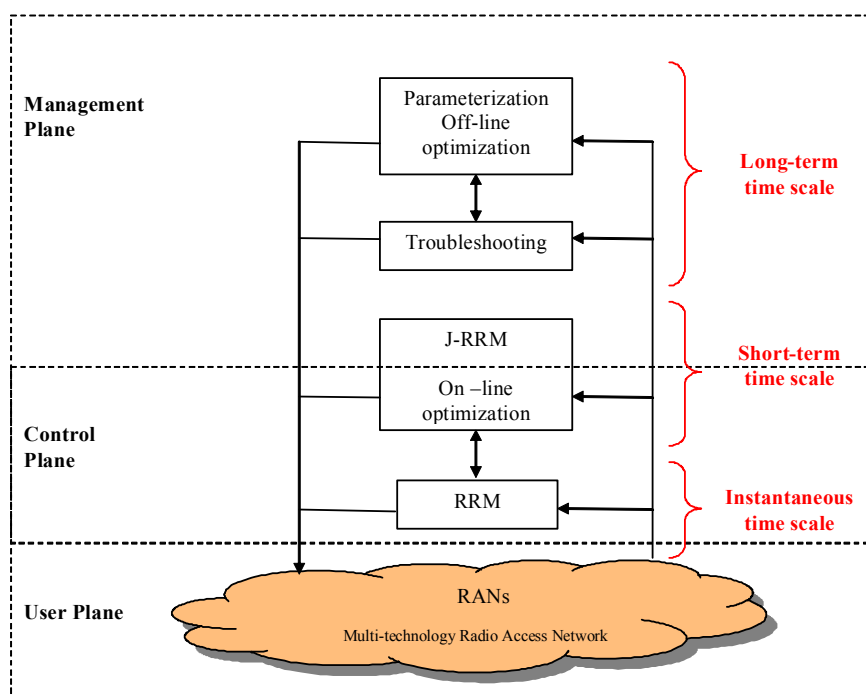 Management
Plane
Parameterization
Off-line
optimization
Long-term
time scale
Troubleshooting
J-RRM
Short-term
time scale
On –line
optimization
Control
Plane
RRM
Instantaneous
time scale
User Plane
RANs
Multi-technology Radio Access Network